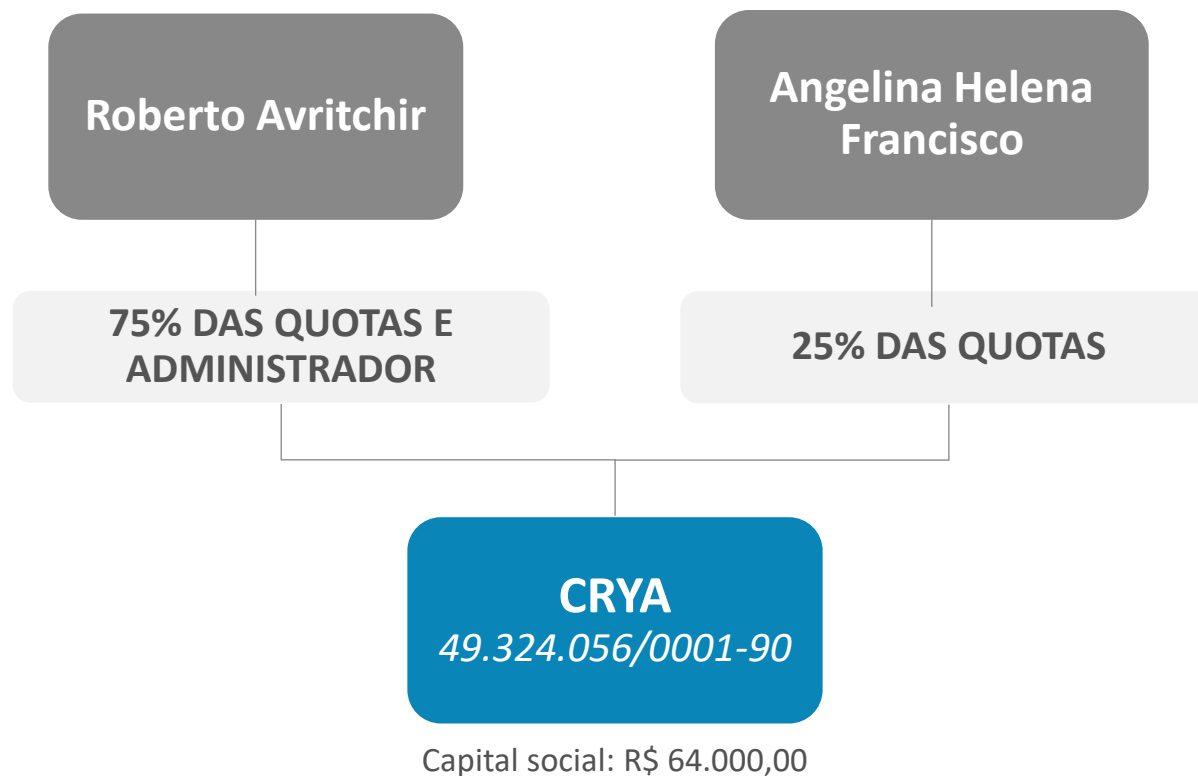 Roberto Avritchir
Angelina Helena
Francisco
75% DAS QUOTAS E
ADMINISTRADOR
25% DAS QUOTAS
CRYA
49.324.056/0001-90
Capital social: R$ 64.000,00